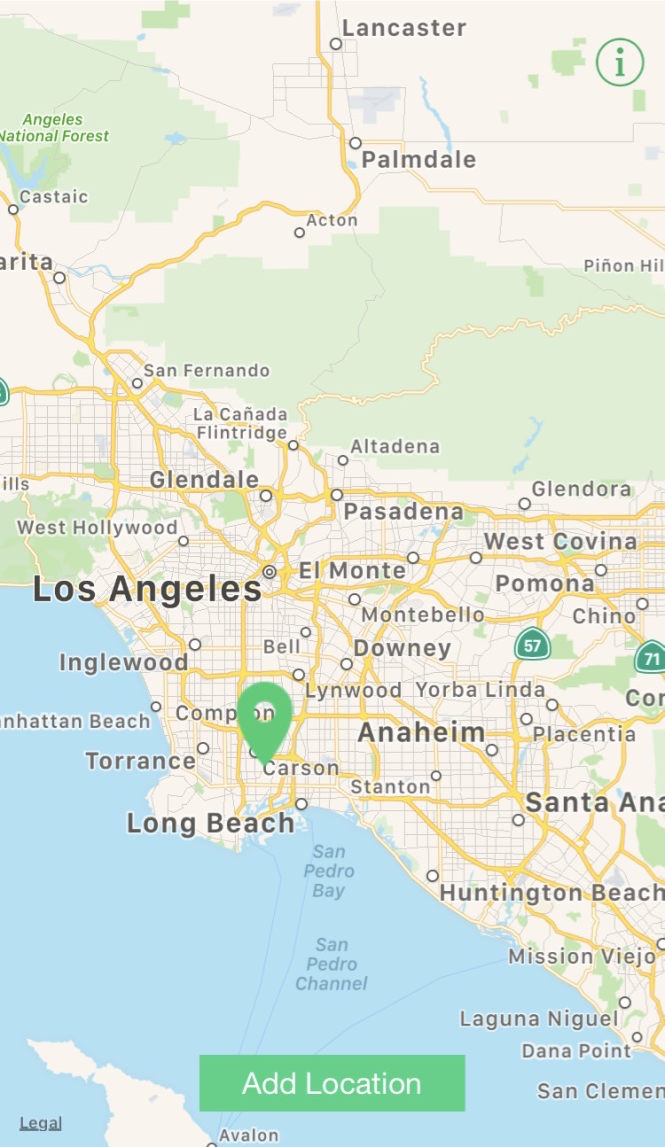 Lancaster
i
Angeles
National Forest
Palmdale
Castaic
Acton
arita
Piñon Hil
San Fernando
La Cañada
Flintridge
Altadena
ills
Glendale
Glendora
Pasadena
West Hollywood
West Covina
El Monte
Los Angeles
Pomona
Montebello
Chino
Bell
Downey
57
71
Inglewood
Lynwood
Yorba Linda
Cor
anhattan Beach
Compton
Anaheim
Placentia
Torrance
Carson
Stanton
Santa Ana
Long Beach
San
Pedro
Bay
Huntington Beach
San
Pedro
Channel
Mission Viejo
Laguna Niguel
Dana Point
Add Location
San Clemen
Legal
Avalon